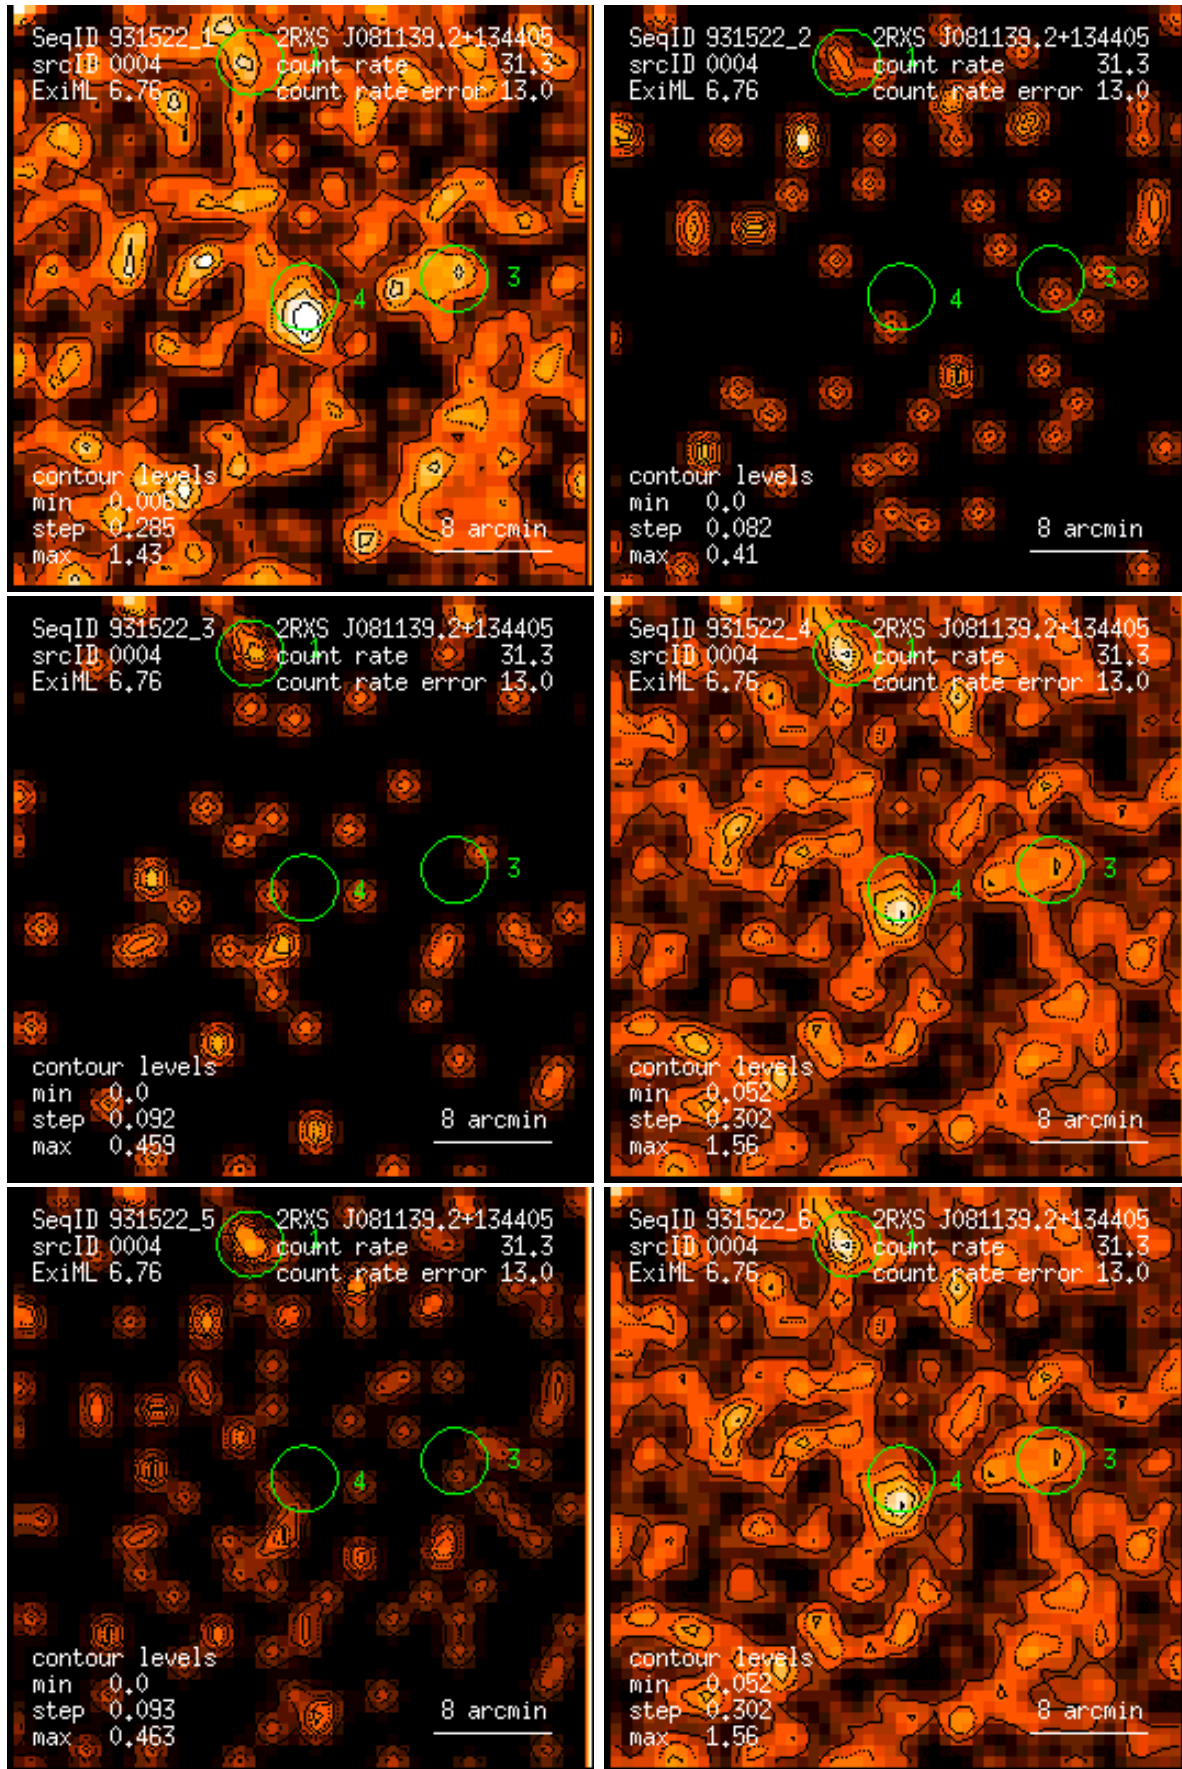 SeqID 931522_1 2RXS J081139.2+134405
srcID 0004 1 count rate 31.3
ExiML 6.76 count rate error 13.0
3
4
contour levels
min 0.006
step 0.285 8 arcmin
max 1.43
SeqID 931522_2 2RXS J081139.2+134405
srcID 0004 1 count rate 31.3
ExiML 6.76 count rate error 13.0
3
4
contour levels
min 0.0
step 0.082 8 arcmin
max 0.41
SeqID 931522_3 2RXS J081139.2+134405
srcID 0004 1 count rate 31.3
ExiML 6.76 count rate error 13.0
3
4
contour levels
min 0.0
step 0.092 8 arcmin
max 0.459
SeqID 931522_4 2RXS J081139.2+134405
srcID 0004 1 count rate 31.3
ExiML 6.76 count rate error 13.0
3
4
contour levels
min 0.052
step 0.302 8 arcmin
max 1.56
SeqID 931522_5 2RXS J081139.2+134405
srcID 0004 1 count rate 31.3
ExiML 6.76 count rate error 13.0
3
4
contour levels
min 0.0
step 0.093 8 arcmin
max 0.463
SeqID 931522_6 2RXS J081139.2+134405
srcID 0004 1 count rate 31.3
ExiML 6.76 count rate error 13.0
3
4
contour levels
min 0.052
step 0.302 8 arcmin
max 1.56